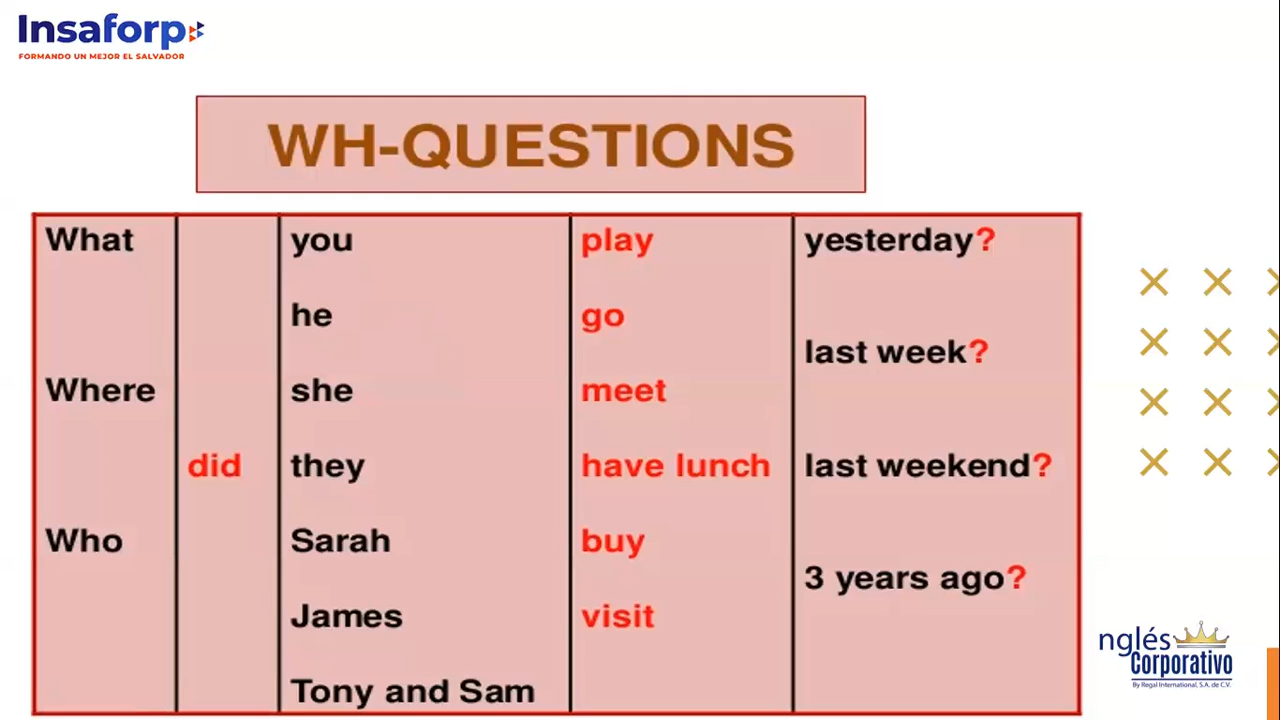 Insaforp
FORMANDO UN MEJOR EL SALVADOR
WH-QUESTIONS
What you play yesterday?
he go
last week?
Where she meet
did they have lunch last weekend?
Who Sarah buy
3 years ago?
James visit
Tony and Sam
nglés
Corporativo
By Regal International, S.A. de C.V.